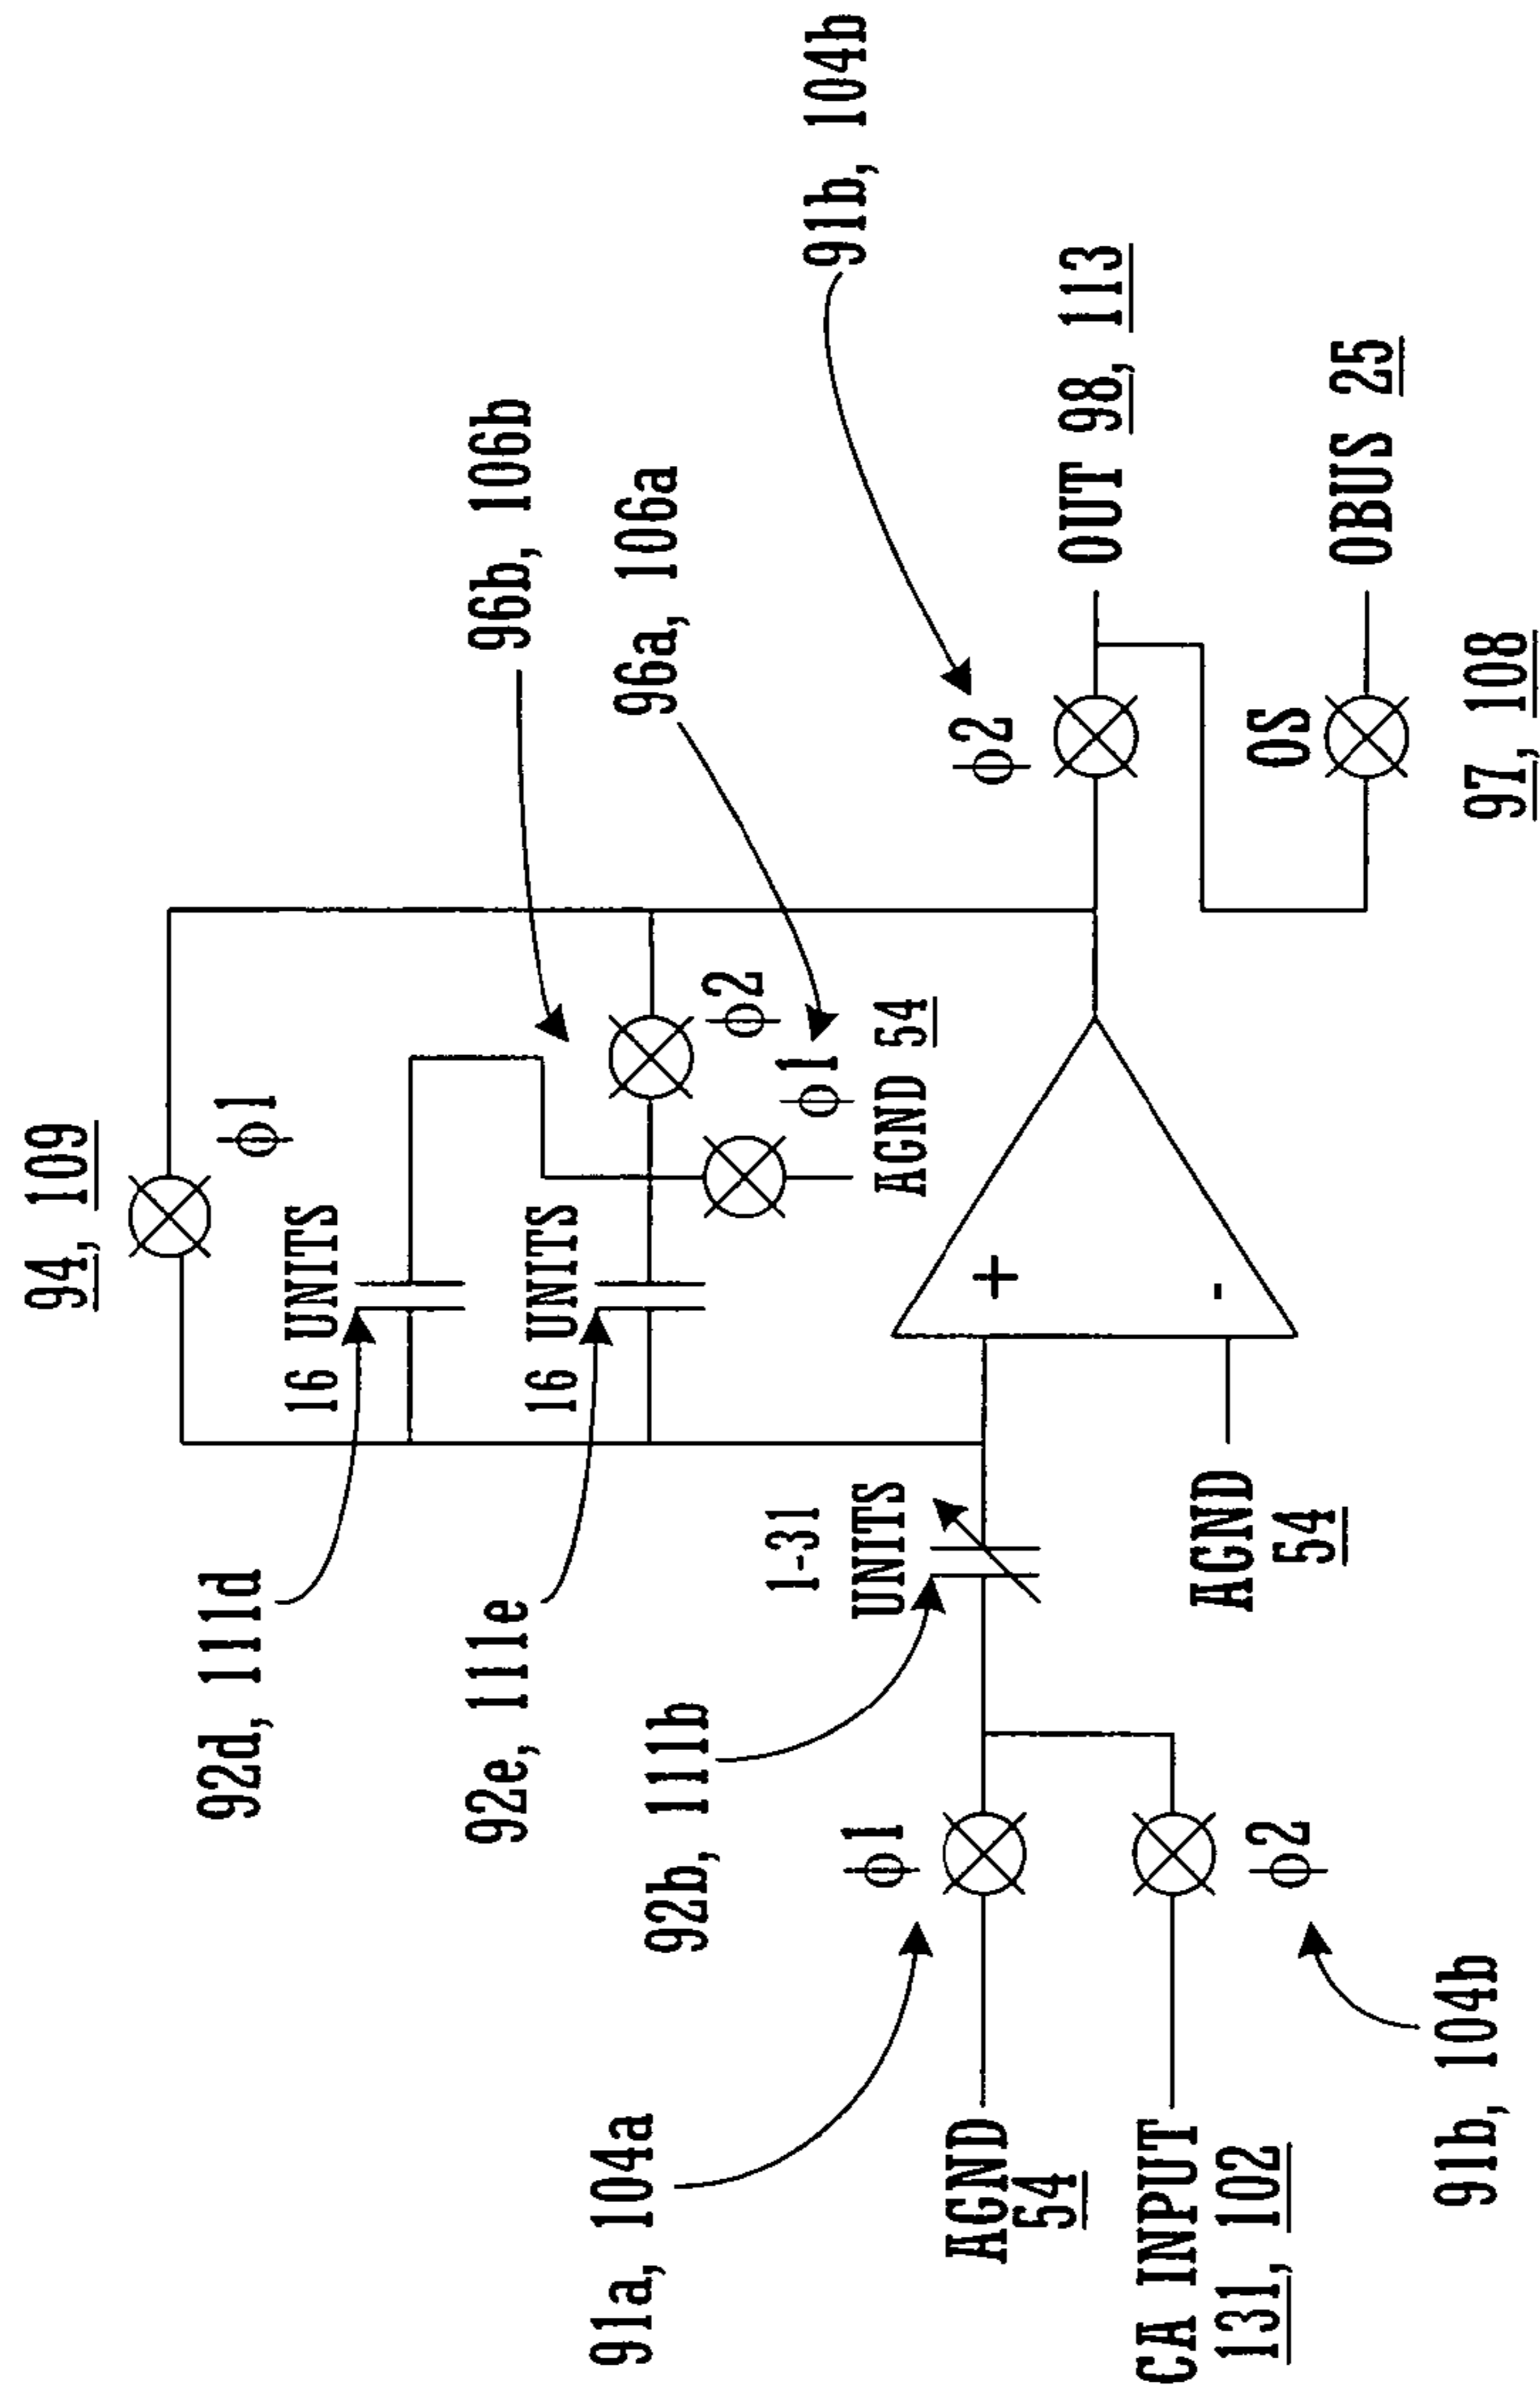 94, 109
φ1
16 UNITS
92d, 111d
16 UNITS
92e, 111e
96b, 106b
96a, 106a
φ2
φ1
AGND 54
91b, 104b
φ2
OUT 98, 113
OS
OBUS 25
97, 108
+
-
1-31
UNITS
92b, 111b
AGND
54
φ1
91a, 104a
AGND
54
CA INPUT
131, 102
φ2
91b, 104b